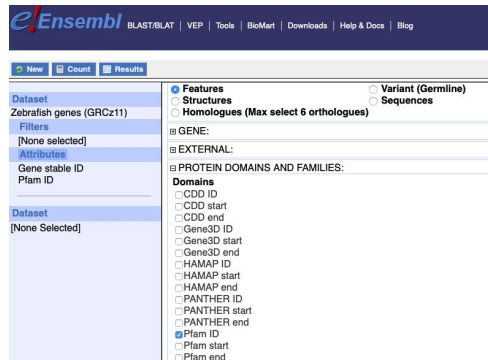 e!Ensembl BLAST/BLAT | VEP | Tools | BioMart | Downloads | Help & Docs | Blog
New Count Results
Dataset
Zebrafish genes (GRCz11)
Filters
[None selected]
Attributes
Gene stable ID
Pfam ID
Dataset
[None Selected]
Features Variant (Germline)
Structures Sequences
Homologues (Max select 6 orthologues)
GENE:
EXTERNAL:
PROTEIN DOMAINS AND FAMILIES:
Domains
CDD ID
CDD start
CDD end
Gene3D ID
Gene3D start
Gene3D end
HAMAP ID
HAMAP start
HAMAP end
PANTHER ID
PANTHER start
PANTHER end
Pfam ID
Pfam start
Pfam end